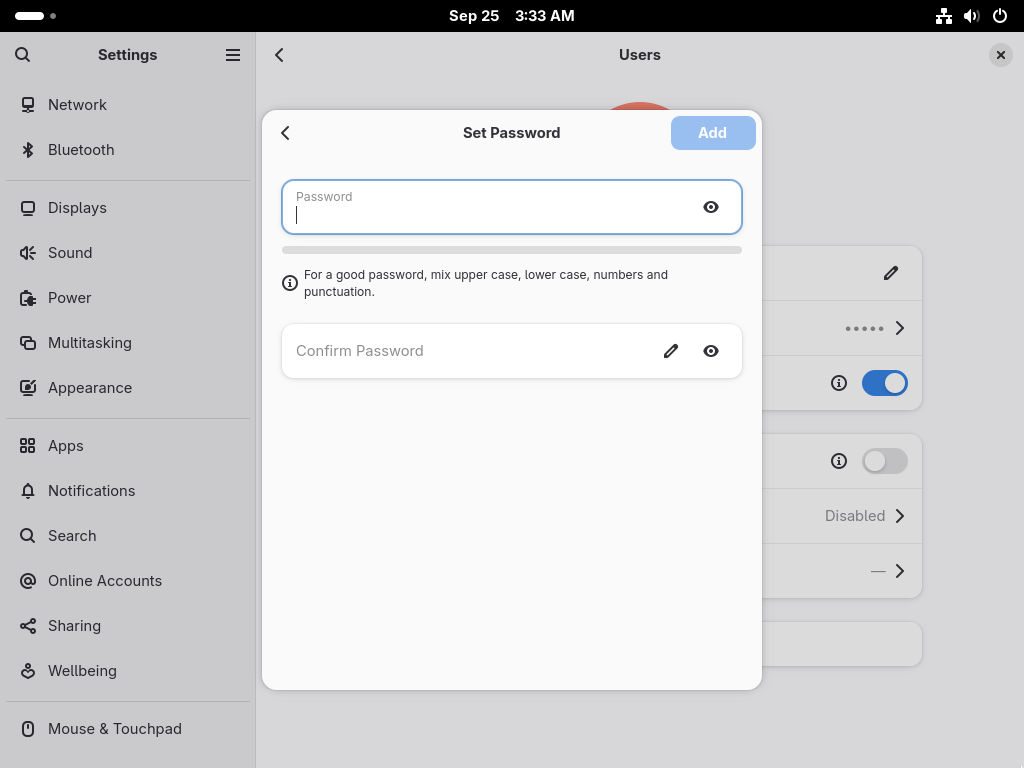 Sep 25 3:33 AM
Settings
Users
Network
Bluetooth
Displays
Sound
Power
Multitasking
Appearance
Apps
Notifications
Search
Online Accounts
Sharing
Wellbeing
Mouse & Touchpad
Set Password
Add
Password
For a good password, mix upper case, lower case, numbers and
punctuation.
Confirm Password
•••••
Disabled
—